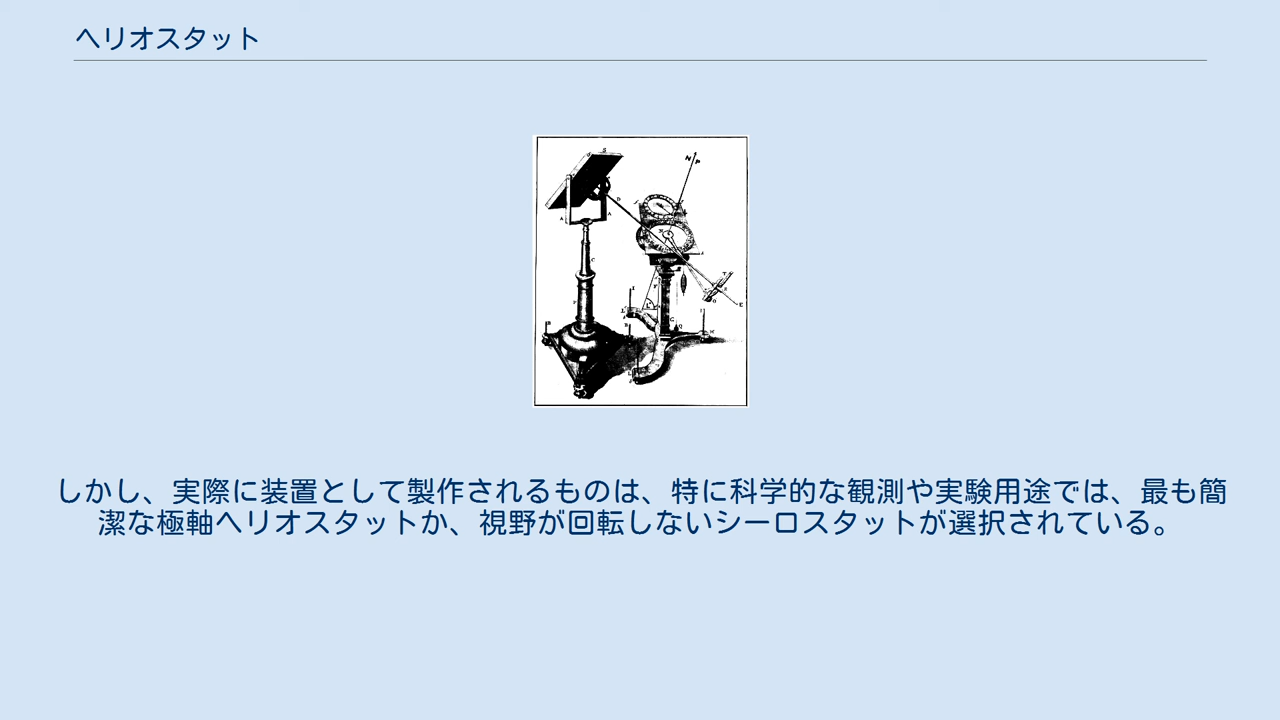 ヘリオスタット
しかし、実際に装置として製作されるものは、特に科学的な観測や実験用途では、最も簡
潔な極軸ヘリオスタットか、視野が回転しないシーロスタットが選択されている。